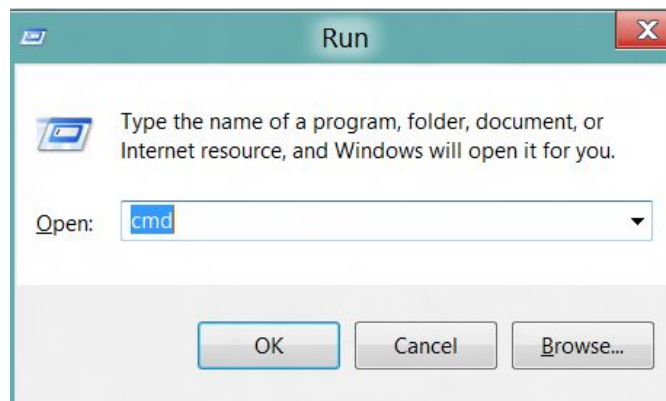 Run
X
Type the name of a program, folder, document, or
Internet resource, and Windows will open it for you.
Open: cmd
OK Cancel Browse...